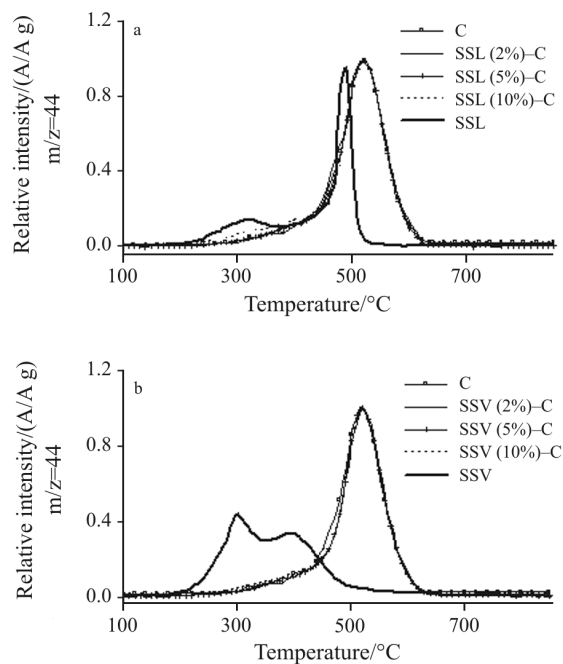 a
C
SSL (2%)–C
SSL (5%)–C
SSL (10%)–C
SSL
Relative intensity/(A/A g)
m/z=44
1.2
0.8
0.4
0.0
100
300
500
700
Temperature/°C
b
C
SSV (2%)–C
SSV (5%)–C
SSV (10%)–C
SSV
Relative intensity/(A/A g)
m/z=44
1.2
0.8
0.4
0.0
100
300
500
700
Temperature/°C